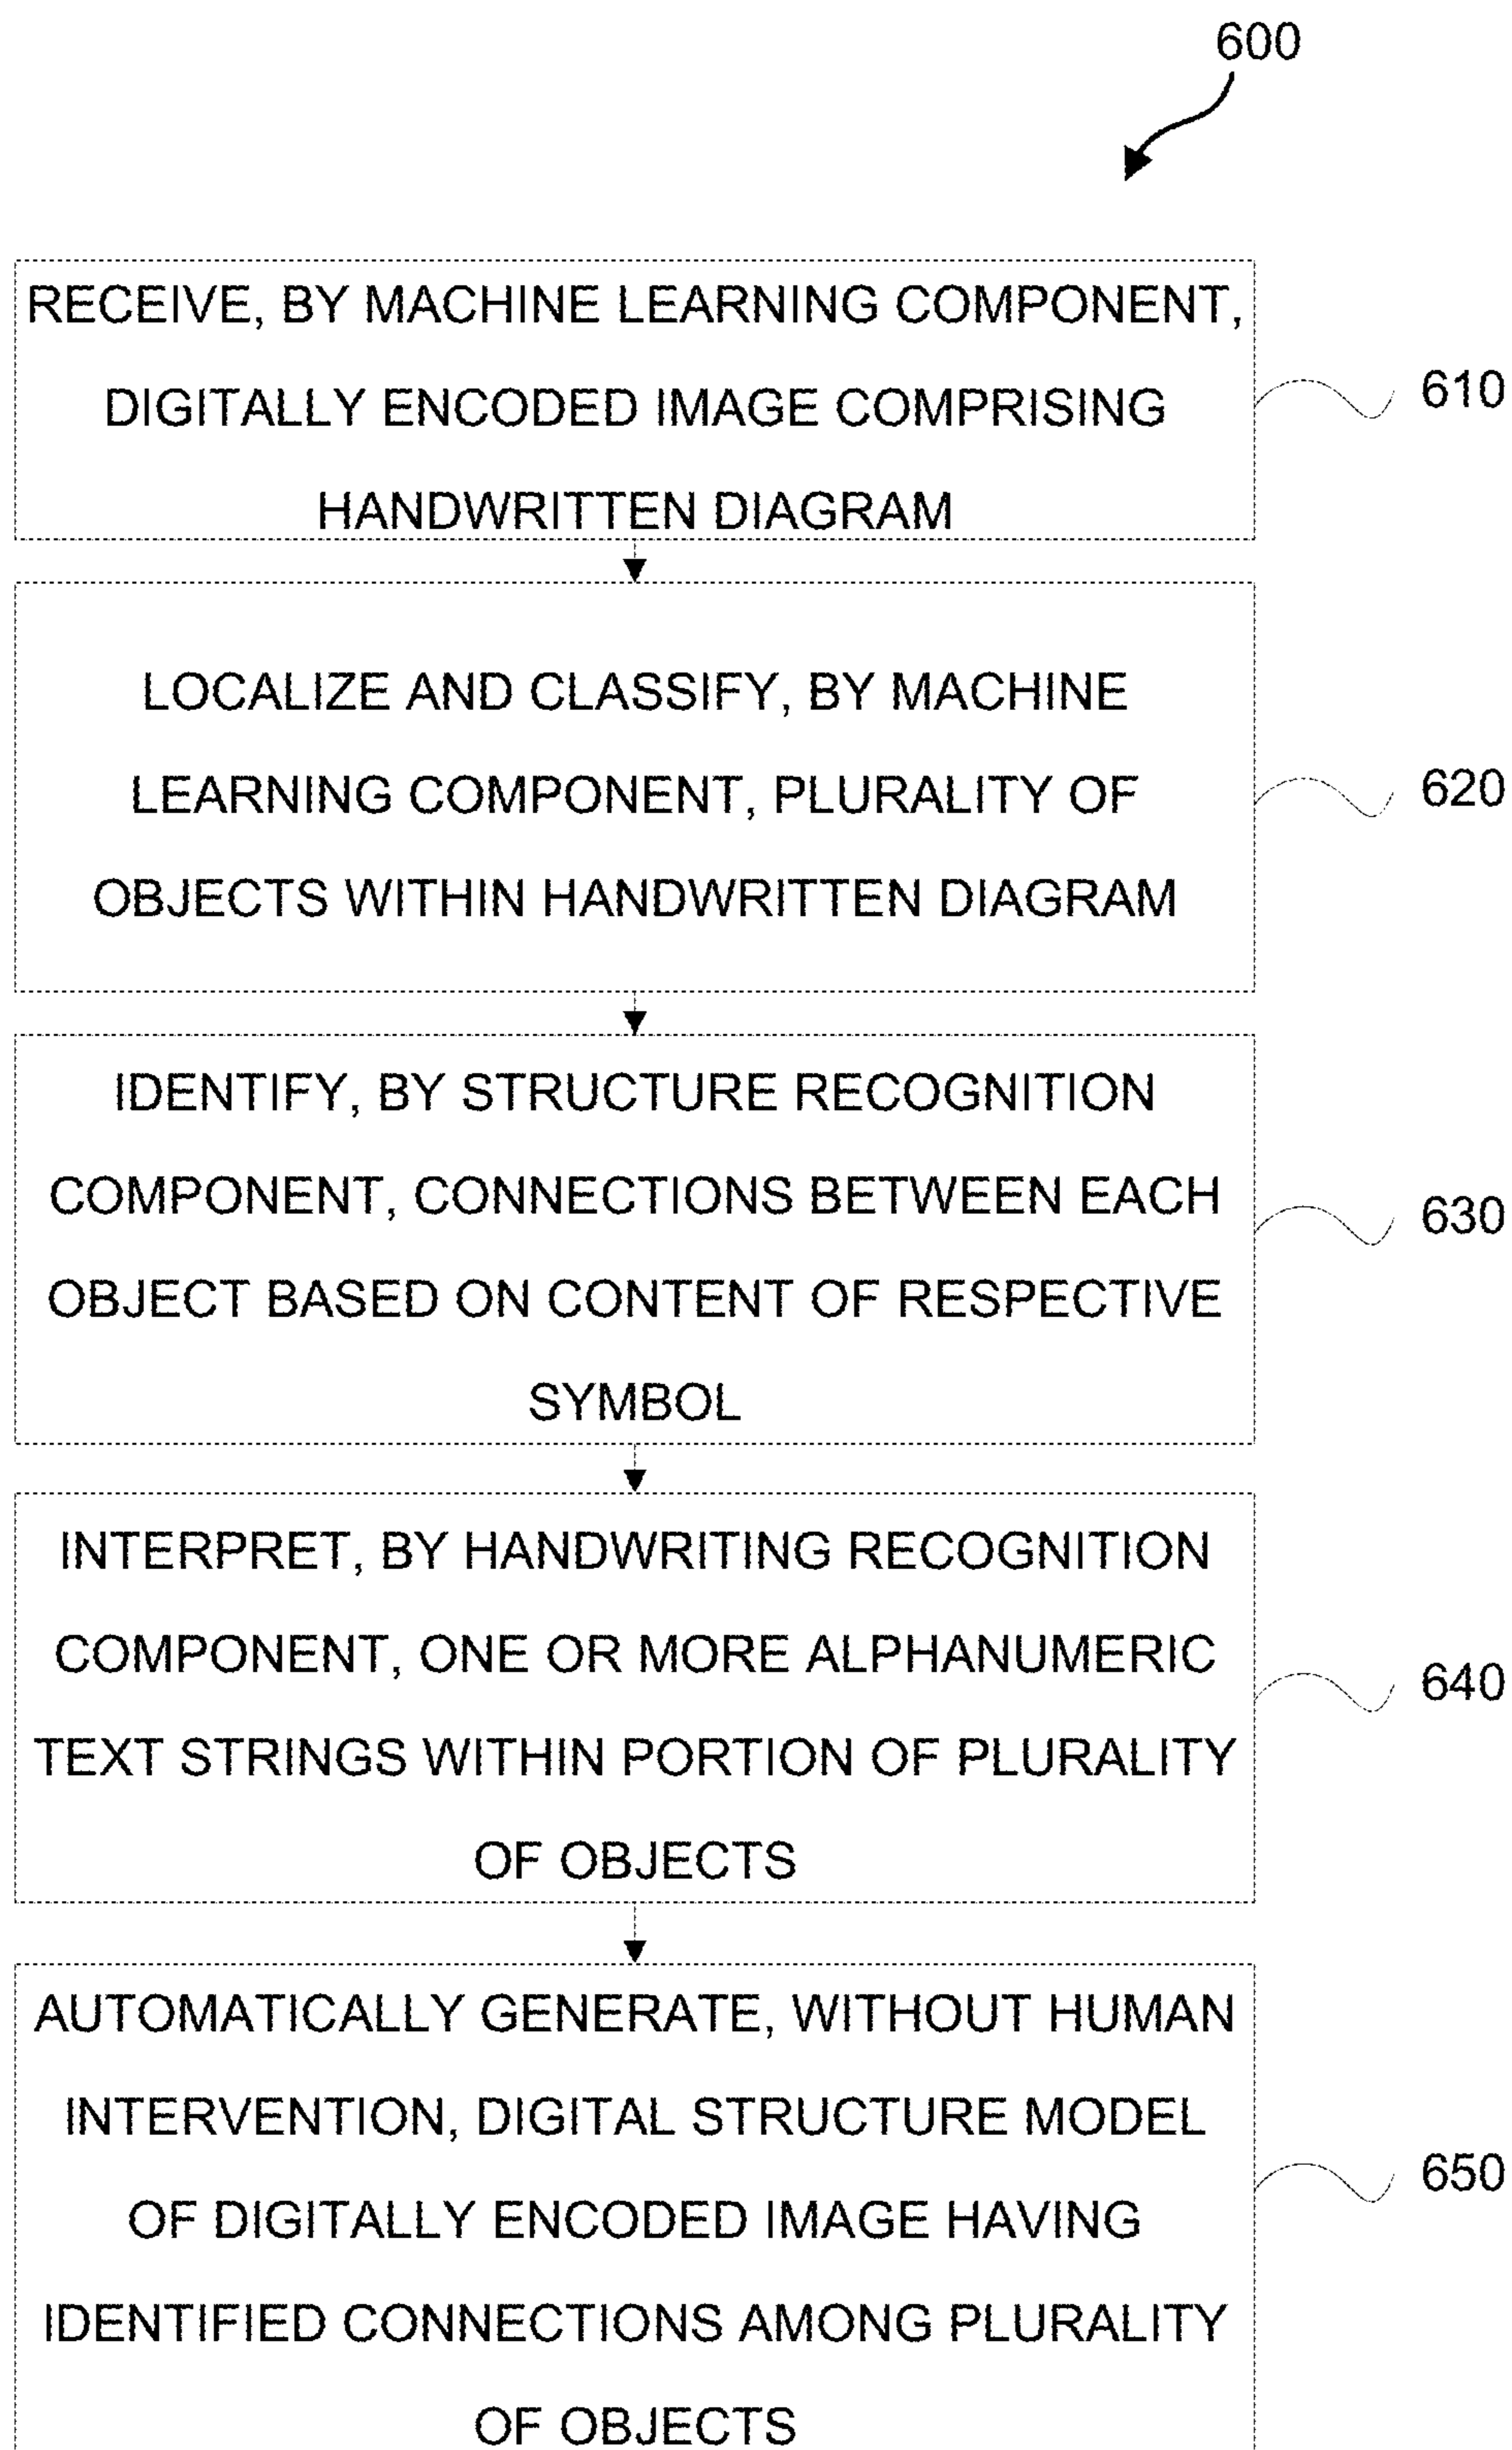 600
RECEIVE, BY MACHINE LEARNING COMPONENT,
DIGITALLY ENCODED IMAGE COMPRISING
HANDWRITTEN DIAGRAM
610
LOCALIZE AND CLASSIFY, BY MACHINE
LEARNING COMPONENT, PLURALITY OF
OBJECTS WITHIN HANDWRITTEN DIAGRAM
620
IDENTIFY, BY STRUCTURE RECOGNITION
COMPONENT, CONNECTIONS BETWEEN EACH
OBJECT BASED ON CONTENT OF RESPECTIVE
SYMBOL
630
INTERPRET, BY HANDWRITING RECOGNITION
COMPONENT, ONE OR MORE ALPHANUMERIC
TEXT STRINGS WITHIN PORTION OF PLURALITY
OF OBJECTS
640
AUTOMATICALLY GENERATE, WITHOUT HUMAN
INTERVENTION, DIGITAL STRUCTURE MODEL
OF DIGITALLY ENCODED IMAGE HAVING
IDENTIFIED CONNECTIONS AMONG PLURALITY
OF OBJECTS
650